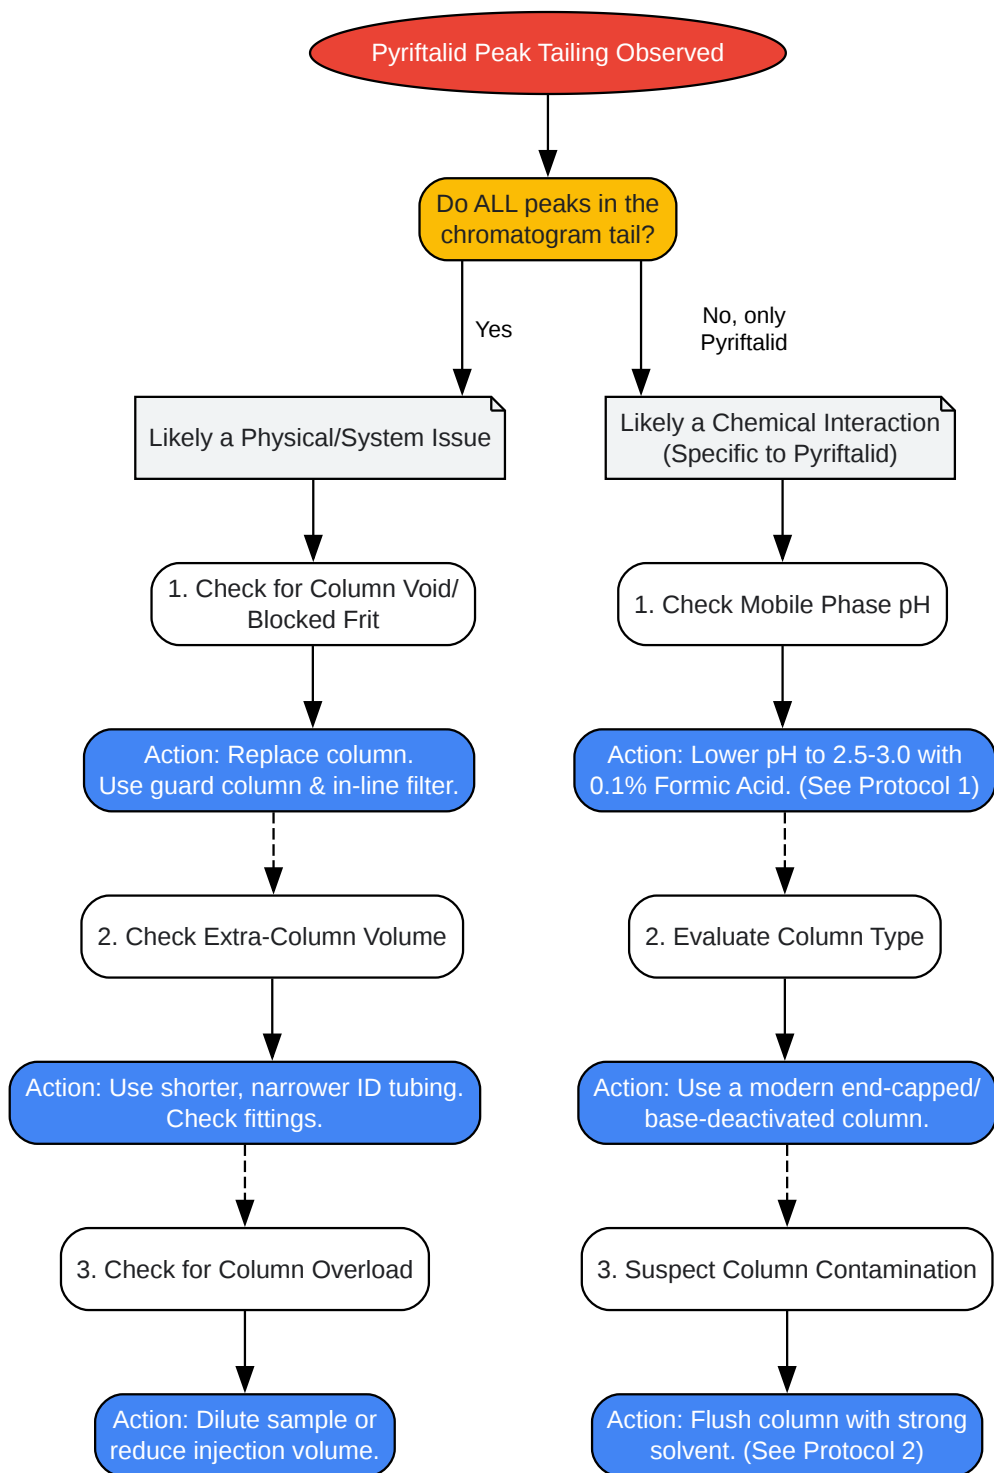 Pyriftalid Peak Tailing Observed
Do ALL peaks in the
chromatogram tail?
Yes
No, only
Pyriftalid
Likely a Physical/System Issue
Likely a Chemical Interaction
(Specific to Pyriftalid)
1. Check for Column Void/
Blocked Frit
1. Check Mobile Phase pH
Action: Replace column.
Use guard column & in-line filter.
Action: Lower pH to 2.5-3.0 with
0.1% Formic Acid. (See Protocol 1)
2. Check Extra-Column Volume
2. Evaluate Column Type
Action: Use shorter, narrower ID tubing.
Check fittings.
Action: Use a modern end-capped/
base-deactivated column.
3. Check for Column Overload
3. Suspect Column Contamination
Action: Dilute sample or
reduce injection volume.
Action: Flush column with strong
solvent. (See Protocol 2)